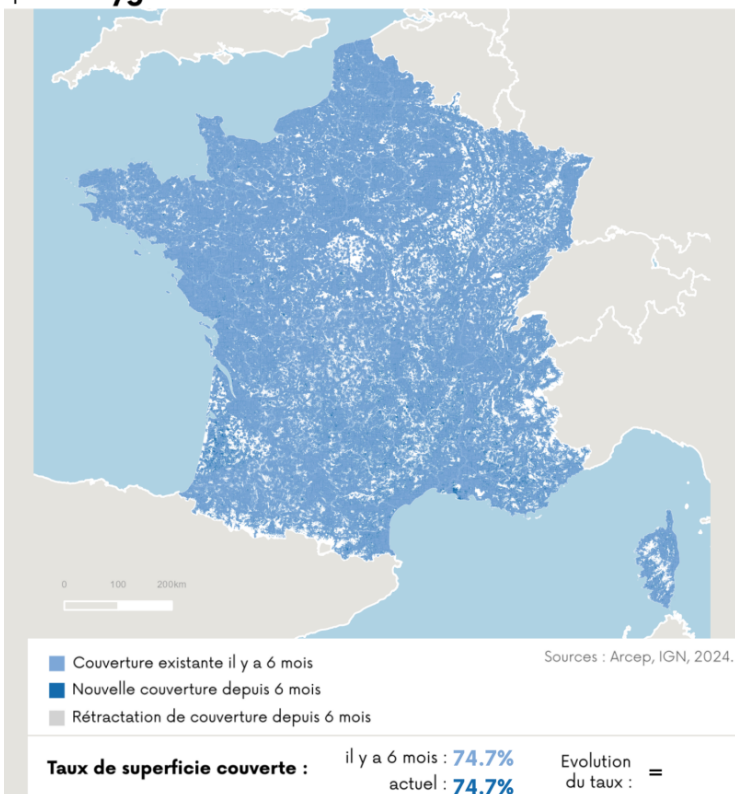 0 100 200km
Couverture existante il y a 6 mois
Sources : Arcep, IGN, 2024.
Nouvelle couverture depuis 6 mois
Rétractation de couverture depuis 6 mois
Taux de superficie couverte :
il y a 6 mois : 74.7%
actuel : 74.7%
Evolution
du taux :
=